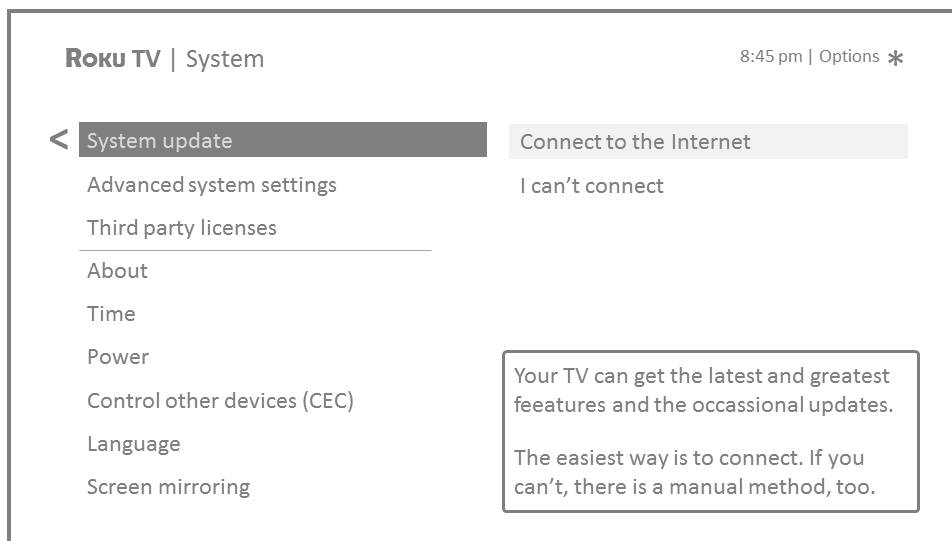 ROKU TV | System
8:45 pm | Options *
< System update
Advanced system settings
Third party licenses
About
Time
Power
Control other devices (CEC)
Language
Screen mirroring
Connect to the Internet
I can't connect
Your TV can get the latest and greatest
feeatures and the occassional updates.
The easiest way is to connect. If you
can't, there is a manual method, too.